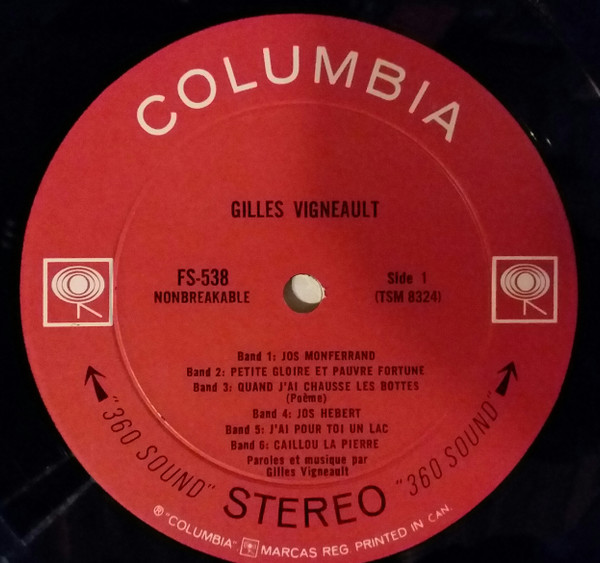 COLUMBIA
GILLES VIGNEAULT
FS-538
NONBREAKABLE
Side 1
(TSM 8324)
Band 1: JOS MONFERRAND
Band 2: PETITE GLOIRE ET PAUVRE FORTUNE
Band 3: QUAND J'AI CHAUSSE LES BOTTES
(Poème)
Band 4: JOS HEBERT
Band 5: J'AI POUR TOI UN LAC
Band 6: CAILLOU LA PIERRE
Paroles et musique par
Gilles Vigneault
"360 SOUND" STEREO "360 SOUND"
® "COLUMBIA" MARCAS REG. PRINTED IN CAN.